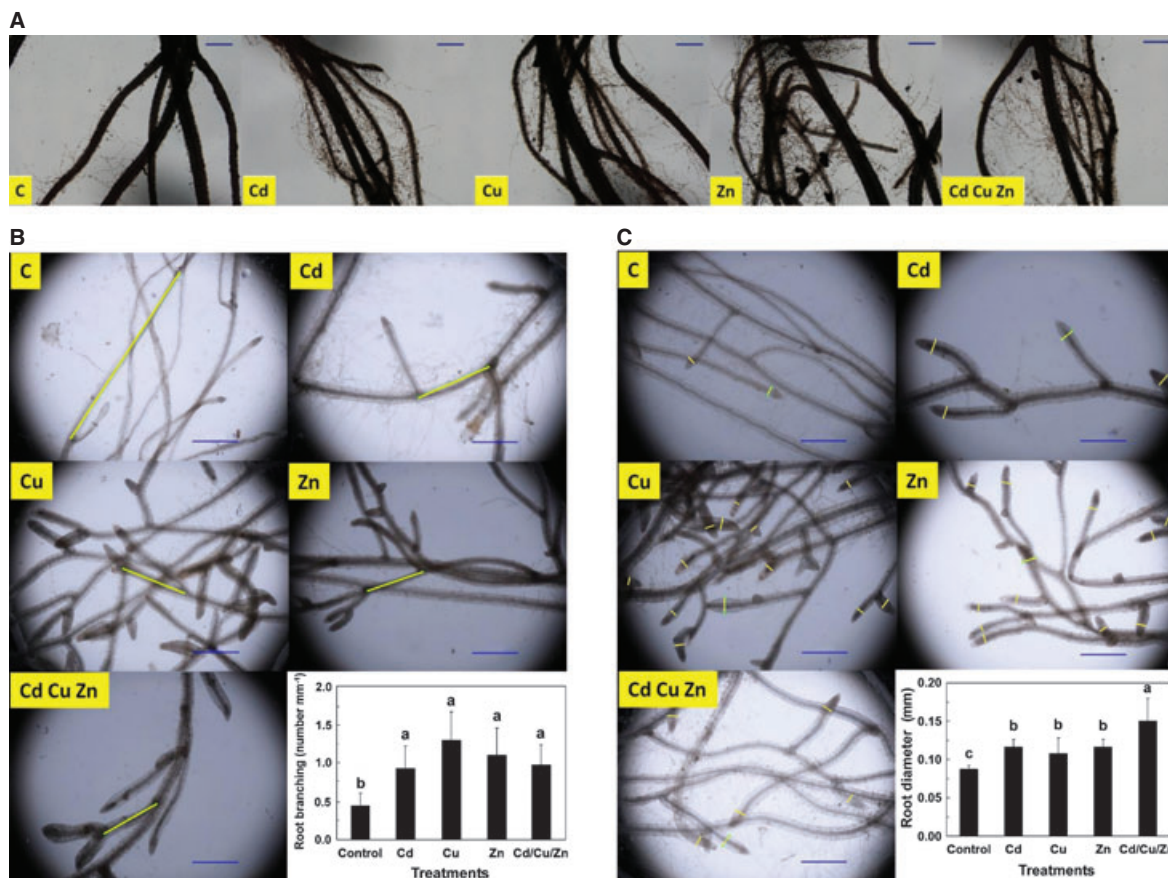 A
C
Cd
Cu
Zn
Cd Cu Zn
B
C
Cd
Cu
Zn
Cd Cu Zn
Root branching (number mm⁻¹)
2.0
1.5
1.0
0.5
0.0
b
a
a
a
a
Control Cd Cu Zn Cd/Cu/Zn
Treatments
C
C
Cd
Cu
Zn
Cd Cu Zn
Root diameter (mm)
0.20
0.15
0.10
0.05
0.00
c
b
b
b
a
Control Cd Cu Zn Cd/Cu/Zn
Treatments